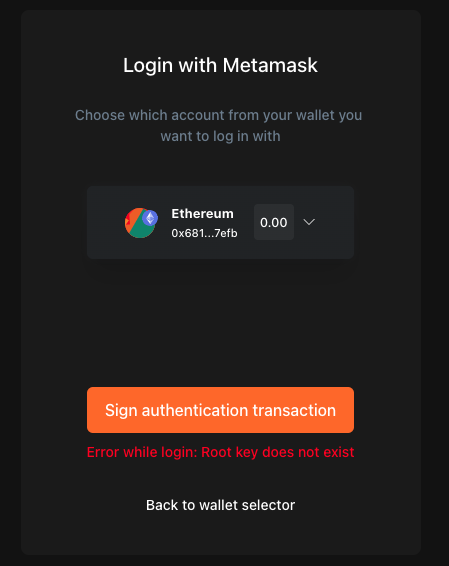 Login with Metamask
Choose which account from your wallet you
want to log in with
Ethereum
0x681...7efb
0.00
Sign authentication transaction
Error while login: Root key does not exist
Back to wallet selector